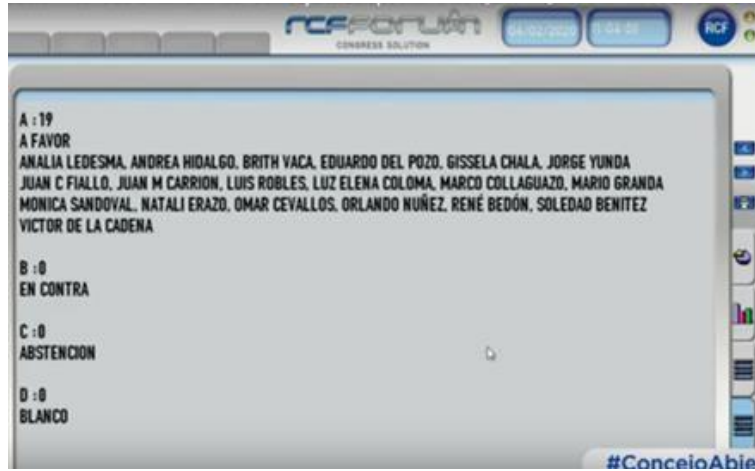 RCFFORUM
CONGRESS SOLUTION
04/02/2020
RCF
A : 19
A FAVOR
ANALIA LEDESMA, ANDREA HIDALGO, BRITH VACA, EDUARDO DEL POZO, GISSELA CHALA, JORGE YUNDA
JUAN C FIALLO, JUAN M CARRION, LUIS ROBLES, LUZ ELENA COLOMA, MARCO COLLAGUAZO, MARIO GRANDA
MONICA SANDOVAL, NATALI ERAZO, OMAR CEVALLOS, ORLANDO NUÑEZ, RENÉ BEDÓN, SOLEDAD BENITEZ
VICTOR DE LA CADENA
B : 0
EN CONTRA
C : 0
ABSTENCION
D : 0
BLANCO
#ConcejoAbie